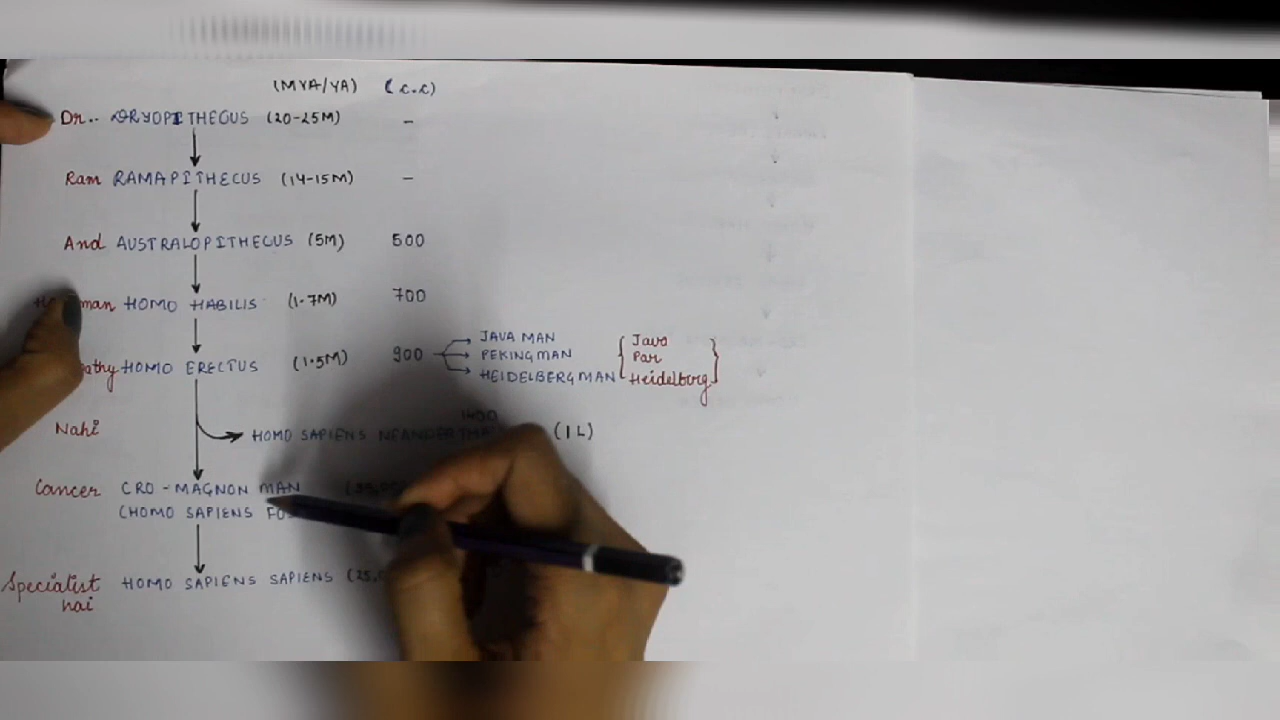 (MYA/YA) (C.C)
Dr.. DRYOPITHECUS (20-25M) -
Ram RAMAPITHECUS (14-15M) -
And AUSTRALOPITHECUS (5M) 500
HOMO HABILIS (1.7M) 700
HOMO ERECTUS (1.5M) 900
JAVA MAN Java
PEKING MAN Par
HEIDELBERG MAN Heidelberg
1400
Nahi HOMO SAPIENS (1L)
Cancer CRO-MAGNON MAN
(HOMO SAPIENS
Specialist HOMO SAPIENS SAPIENS
hai